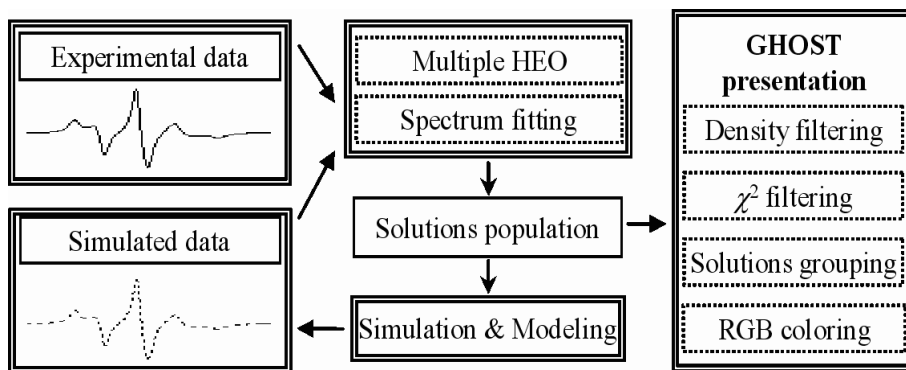 Experimental data
Simulated data
Multiple HEO
Spectrum fitting
Solutions population
Simulation & Modeling
GHOST
presentation
Density filtering
χ² filtering
Solutions grouping
RGB coloring